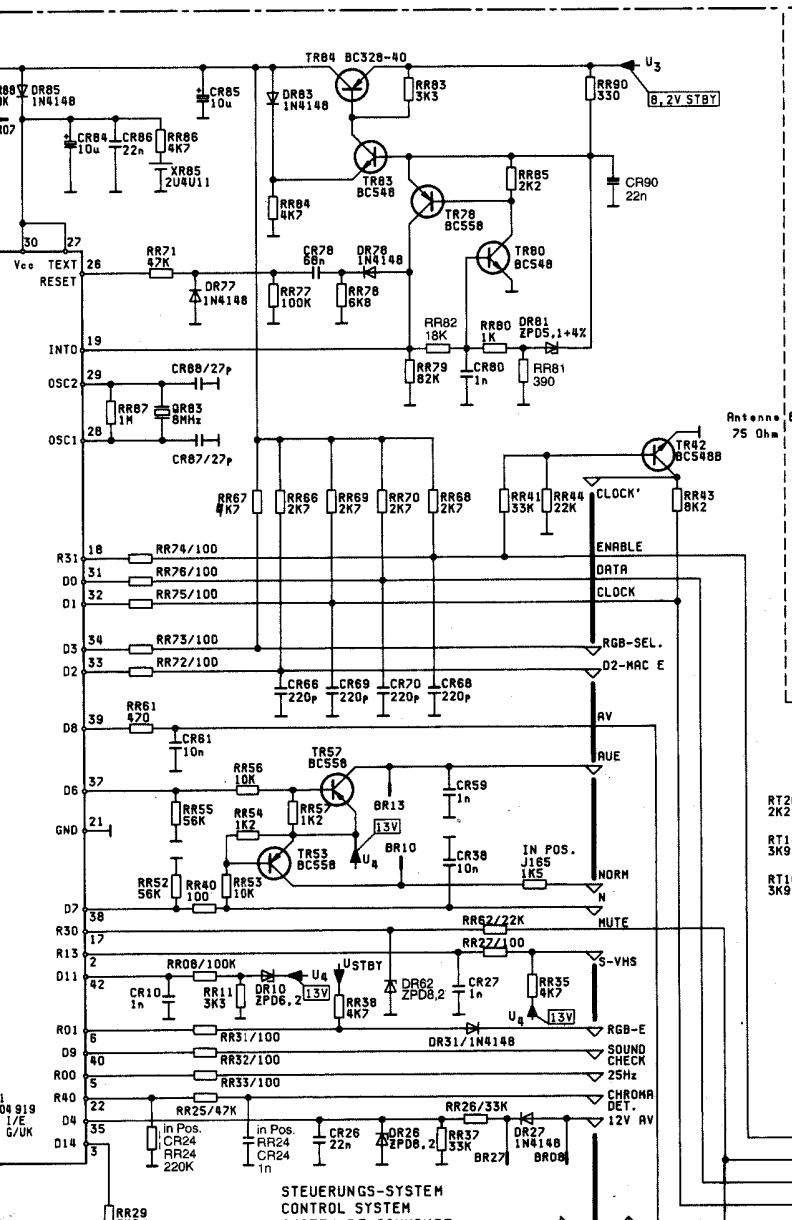 TR84 BC328-40
U3
8,2V STBY
DR85
1N4148
CR85
10u
DR83
1N4148
RR83
3K3
RR90
330
CR84
10u
CR86
22n
RR86
4K7
XR85
2U4U11
TR83
BC548
RR85
2K2
CR90
22n
RR84
4K7
TR78
BC558
TR80
BC548
30
27
Vcc
TEXT
RESET
26
RR71
47K
DR77
1N4148
RR77
100K
CR78
68n
DR78
1N4148
RR78
6K8
INTO
19
RR82
18K
RR80
1K
DR81
ZPD5,1+4%
RR79
82K
CR80
1n
RR81
390
OSC2
29
CR88/27p
RR87
1M
QR83
8MHz
OSC1
28
CR87/27p
Antenne
75 Ohm
TR42
BC548B
RR67
RR66
2K7
RR69
2K7
RR70
2K7
RR68
2K7
RR41
33K
RR44
22K
CLOCK'
RR43
8K2
R31
18
RR74/100
ENABLE
D0
31
RR76/100
DATA
D1
32
RR75/100
CLOCK
D3
34
RR73/100
RGB-SEL.
D2
33
RR72/100
D2-MAC E
CR66
220p
CR69
220p
CR70
220p
CR68
220p
D8
39
RR61
470
CR61
10n
AV
AUE
TR57
BC558
D6
37
RR56
10K
RR55
56K
RR54
1K2
RR57
1K2
BR13
CR59
1n
GND
21
13V
U4
TR53
BC558
BR10
CR38
10n
IN POS.
J165
1K5
NORM
RR52
56K
RR40
100
RR53
10K
D7
38
N
R30
17
RR62/22K
MUTE
R13
2
RR27/100
S-VHS
D11
42
RR08/100K
CR10
1n
RR11
3K3
DR10
ZPD6,2
U4
13V
USTBY
RR38
4K7
DR62
ZPD8,2
CR27
1n
RR35
4K7
U4
13V
R01
6
RR31/100
DR31/1N4148
RGB-E
D9
40
RR32/100
SOUND
CHECK
R00
5
RR33/100
25Hz
R40
22
RR25/47K
CHROMA
DET.
D4
35
RR26/33K
12V AV
D14
3
in Pos.
CR24
RR24
220K
in Pos.
RR24
CR24
1n
CR26
22n
DR26
ZPD8,2
RR37
33K
BR27
DR27
1N4148
BR08
04 919
I/E
G/UK
RR29
STEUERUNGS-SYSTEM
CONTROL SYSTEM